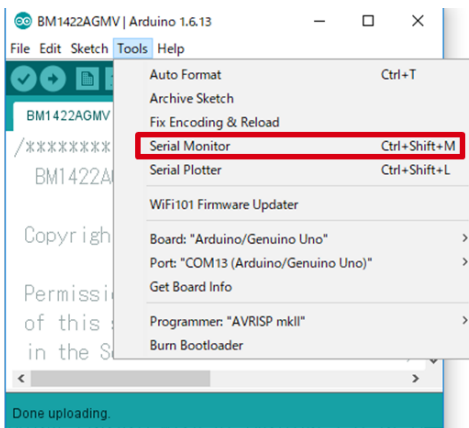 BM1422AGMV | Arduino 1.6.13
File Edit Sketch Tools Help
Auto Format Ctrl+T
Archive Sketch
BM1422AGMV
Fix Encoding & Reload
/********
Serial Monitor Ctrl+Shift+M
BM1422A
Serial Plotter Ctrl+Shift+L
WiFi101 Firmware Updater
Copyrigh
Board: "Arduino/Genuino Uno"
Port: "COM13 (Arduino/Genuino Uno)"
Get Board Info
Permissi
of this
Programmer: "AVRISP mkII"
in the S
Burn Bootloader
Done uploading.